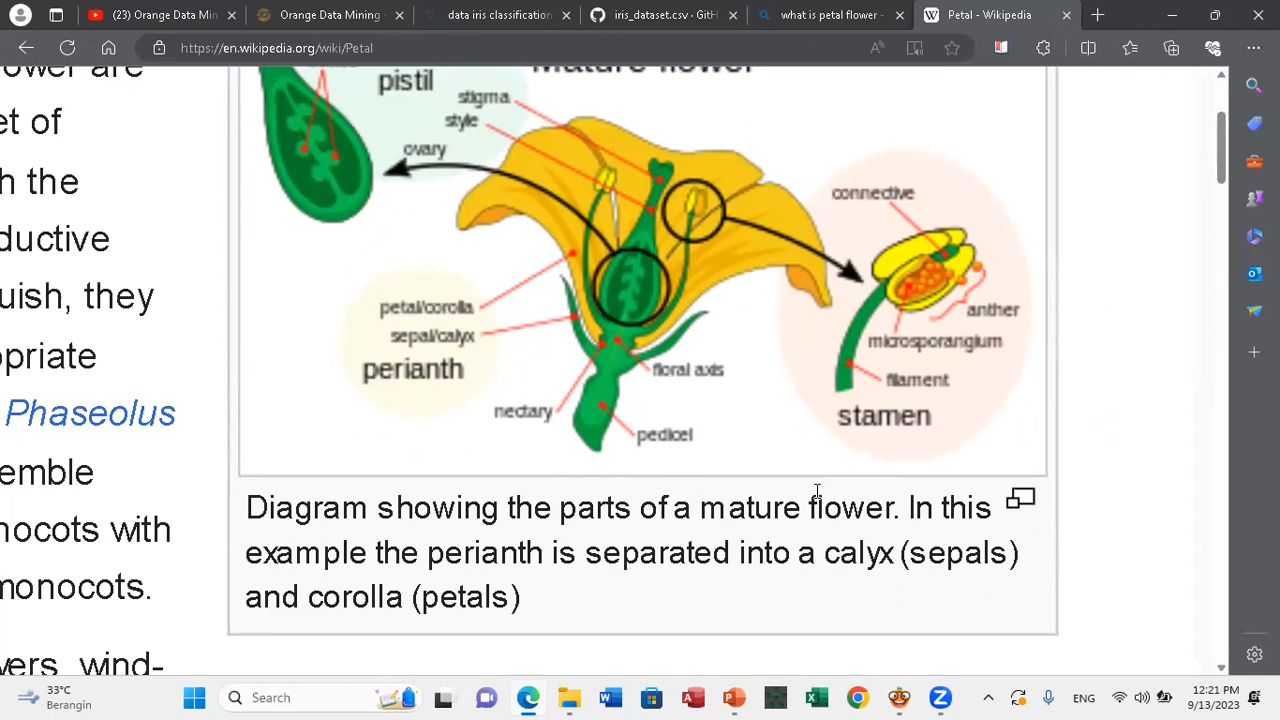 (23) Orange Data Min
Orange Data Mining -
data iris classification
iris_dataset.csv · GitH
what is petal flower -
Petal - Wikipedia
https://en.wikipedia.org/wiki/Petal
ower are
et of
h the
ductive
uish, they
opriate
Phaseolus
emble
nocots with
monocots.
vers wind-
Mature flower
pistil
stigma
style
ovary
connective
petal/corolla
sepal/calyx
perianth
anther
microsporangium
floral axis
filament
nectary
stamen
pedicel
Diagram showing the parts of a mature flower. In this
example the perianth is separated into a calyx (sepals)
and corolla (petals)
33°C
Berangin
Search
ENG
12:21 PM
9/13/2023